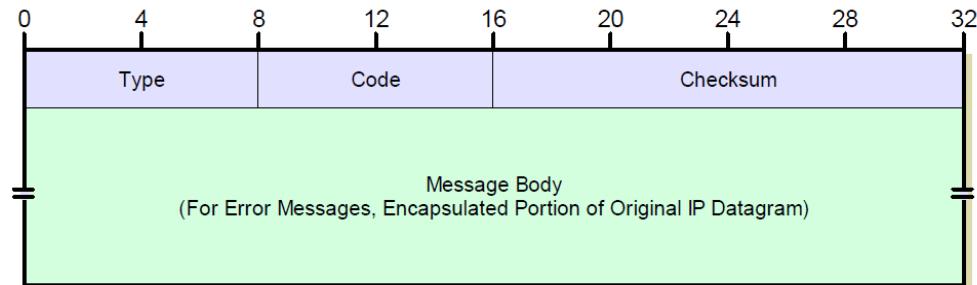 0 4 8 12 16 20 24 28 32
Type Code Checksum
Message Body
(For Error Messages, Encapsulated Portion of Original IP Datagram)